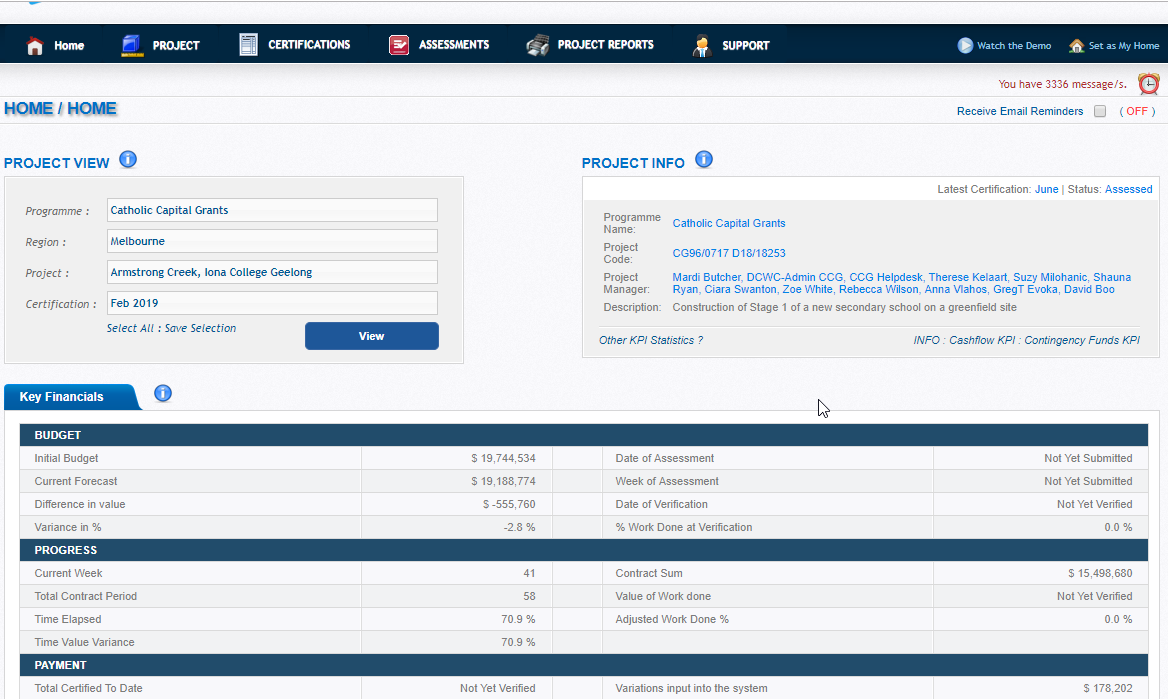 Home PROJECT CERTIFICATIONS ASSESSMENTS PROJECT REPORTS SUPPORT Watch the Demo Set as My Home
You have 3336 message/s.
HOME / HOME
Receive Email Reminders ( OFF )
PROJECT VIEW
Programme : Catholic Capital Grants
Region : Melbourne
Project : Armstrong Creek, Iona College Geelong
Certification : Feb 2019
Select All : Save Selection
View
PROJECT INFO
Latest Certification: June | Status: Assessed
Programme
Name: Catholic Capital Grants
Project
Code: CG96/0717 D18/18253
Project Mardi Butcher, DCWC-Admin CCG, CCG Helpdesk, Therese Kelaart, Suzy Milohanic, Shauna
Manager: Ryan, Ciara Swanton, Zoe White, Rebecca Wilson, Anna Vlahos, GregT Evoka, David Boo
Description: Construction of Stage 1 of a new secondary school on a greenfield site
Other KPI Statistics ? INFO : Cashflow KPI : Contingency Funds KPI
Key Financials
BUDGET
Initial Budget $ 19,744,534 Date of Assessment Not Yet Submitted
Current Forecast $ 19,188,774 Week of Assessment Not Yet Submitted
Difference in value $ -555,760 Date of Verification Not Yet Verified
Variance in % -2.8 % % Work Done at Verification 0.0 %
PROGRESS
Current Week 41 Contract Sum $ 15,498,680
Total Contract Period 58 Value of Work done Not Yet Verified
Time Elapsed 70.9 % Adjusted Work Done % 0.0 %
Time Value Variance 70.9 %
PAYMENT
Total Certified To Date Not Yet Verified Variations input into the system $ 178,202